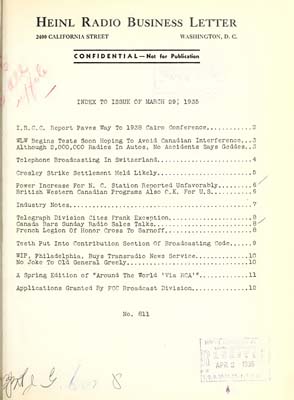 HEINL RADIO BUSINESS LETTER
2400 CALIFORNIA STREET WASHINGTON, D. C.
CONFIDENTIAL—Not for Publication
INDEX TO ISSUE OF MARCH 29, 1935
I.R.C.C. Report Paves Way To 1938 Cairo Conference............2
WLW Begins Tests Soon Hoping To Avoid Canadian Interference...3
Although 2,000,000 Radios In Autos, No Accidents Says Geddes..3
Telephone Broadcasting In Switzerland.........................4
Crosley Strike Settlement Held Likely.........................5
Power Increase For N. C. Station Reported Unfavorably.........6
British Western Canadian Programs Also O.K. For U.S...........6
Industry Notes................................................7
Telegraph Division Cites Frank Exception......................8
Canada Bars Sunday Radio Sales Talks..........................8
French Legion Of Honor Cross To Sarnoff.......................8
Teeth Put Into Contribution Section Of Broadcasting Code......9
WIP, Philadelphia, Buys Transradio News Service..............10
No Joke To Old General Greely................................10
A Spring Edition of "Around The World 'Via RCA'".............11
Applications Granted By FCC Broadcast Division...............12
No. 811
APR 2 1935